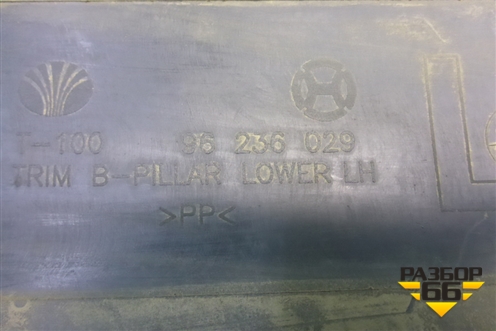 T-100 96 236 029
TRIM B-PILLAR LOWER LH
>PP<
L
РАЗБОР
66